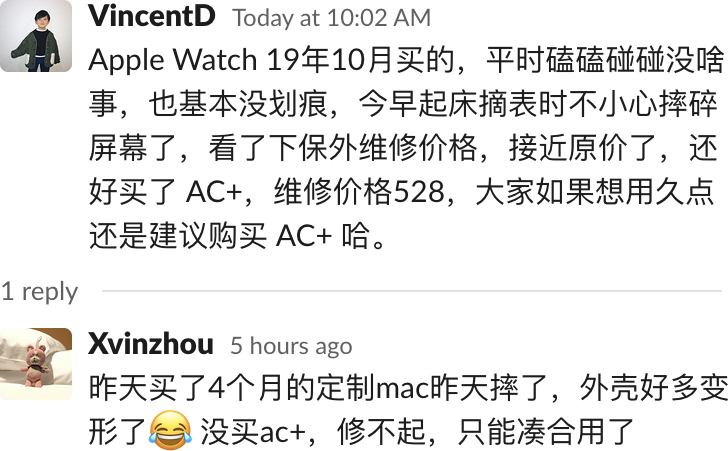 VincentD Today at 10:02 AM
Apple Watch 19年10月买的，平时磕磕碰碰没啥
事，也基本没划痕，今早起床摘表时不小心摔碎
屏幕了，看了下保外维修价格，接近原价了，还
好买了 AC+，维修价格528，大家如果想用久点
还是建议购买 AC+ 哈。
1 reply
Xvinzhou 5 hours ago
昨天买了4个月的定制mac昨天摔了，外壳好多变
形了😂 没买ac+，修不起，只能凑合用了